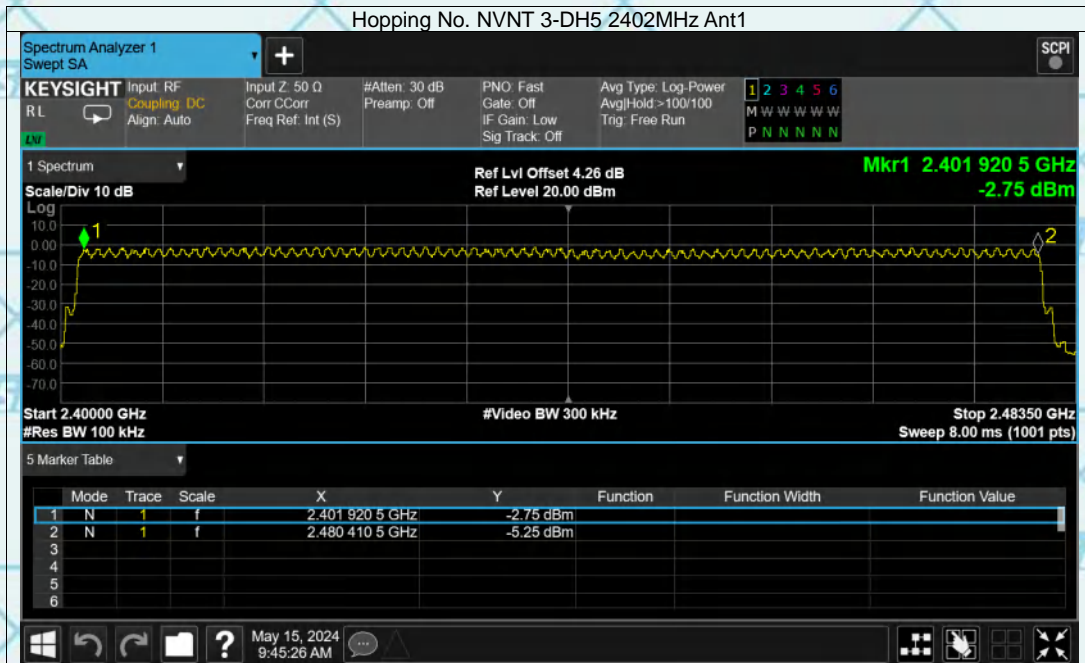 Hopping No. NVNT 3-DH5 2402MHz Ant1
Spectrum Analyzer 1
Swept SA
+
SCPI
KEYSIGHT
RL
LXI
Input: RF
Coupling: DC
Align: Auto
Input Z: 50 Ω
Corr CCorr
Freq Ref: Int (S)
#Atten: 30 dB
Preamp: Off
PNO: Fast
Gate: Off
IF Gain: Low
Sig Track: Off
Avg Type: Log-Power
Avg|Hold:>100/100
Trig: Free Run
1 2 3 4 5 6
M W W W W W
P N N N N N
1 Spectrum
Scale/Div 10 dB
Ref Lvl Offset 4.26 dB
Ref Level 20.00 dBm
Mkr1 2.401 920 5 GHz
-2.75 dBm
Log
10.0
0.00
-10.0
-20.0
-30.0
-40.0
-50.0
-60.0
-70.0
1
2
Start 2.40000 GHz
#Res BW 100 kHz
#Video BW 300 kHz
Stop 2.48350 GHz
Sweep 8.00 ms (1001 pts)
5 Marker Table
Mode Trace Scale X Y Function Function Width Function Value
1 N 1 f 2.401 920 5 GHz -2.75 dBm
2 N 1 f 2.480 410 5 GHz -5.25 dBm
3
4
5
6
?
May 15, 2024
9:45:26 AM